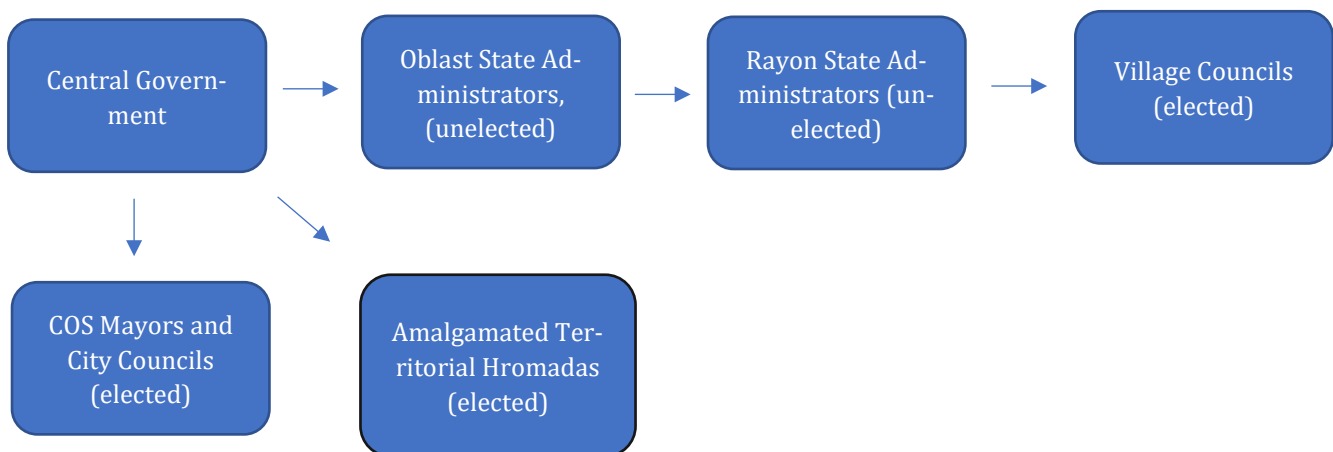 Central Govern-
ment
Oblast State Ad-
ministrators,
(unelected)
Rayon State Ad-
ministrators (un-
elected)
Village Councils
(elected)
COS Mayors and
City Councils
(elected)
Amalgamated Ter-
ritorial Hromadas
(elected)